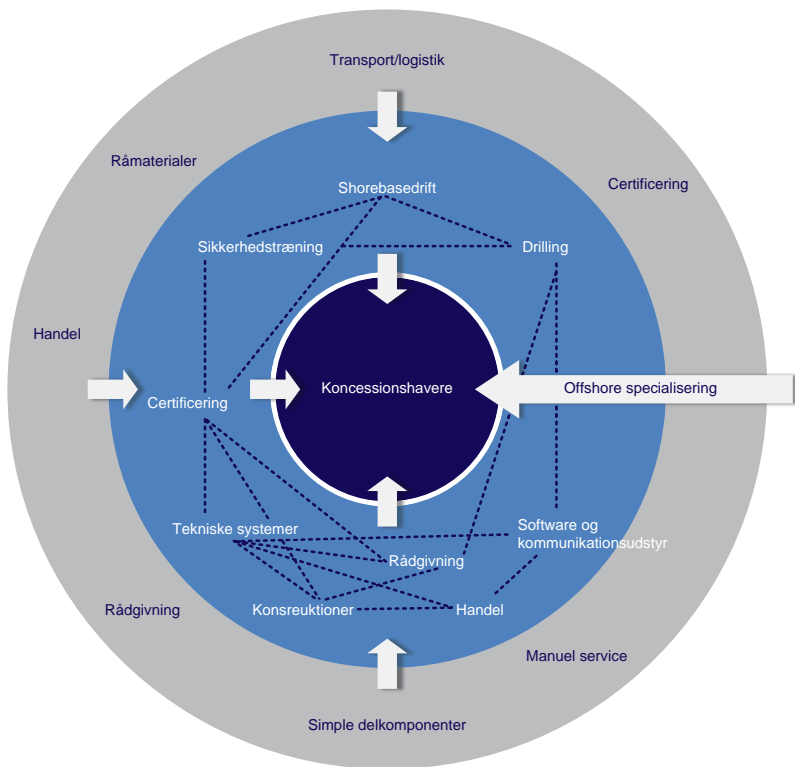 Transport/logistik
Råmaterialer
Certificering
Shorebasedrift
Sikkerhedstræning
Drilling
Handel
Koncessionshavere
Offshore specialisering
Certificering
Tekniske systemer
Software og
kommunikationsudstyr
Rådgivning
Rådgivning
Konsreuktioner
Handel
Manuel service
Simple delkomponenter